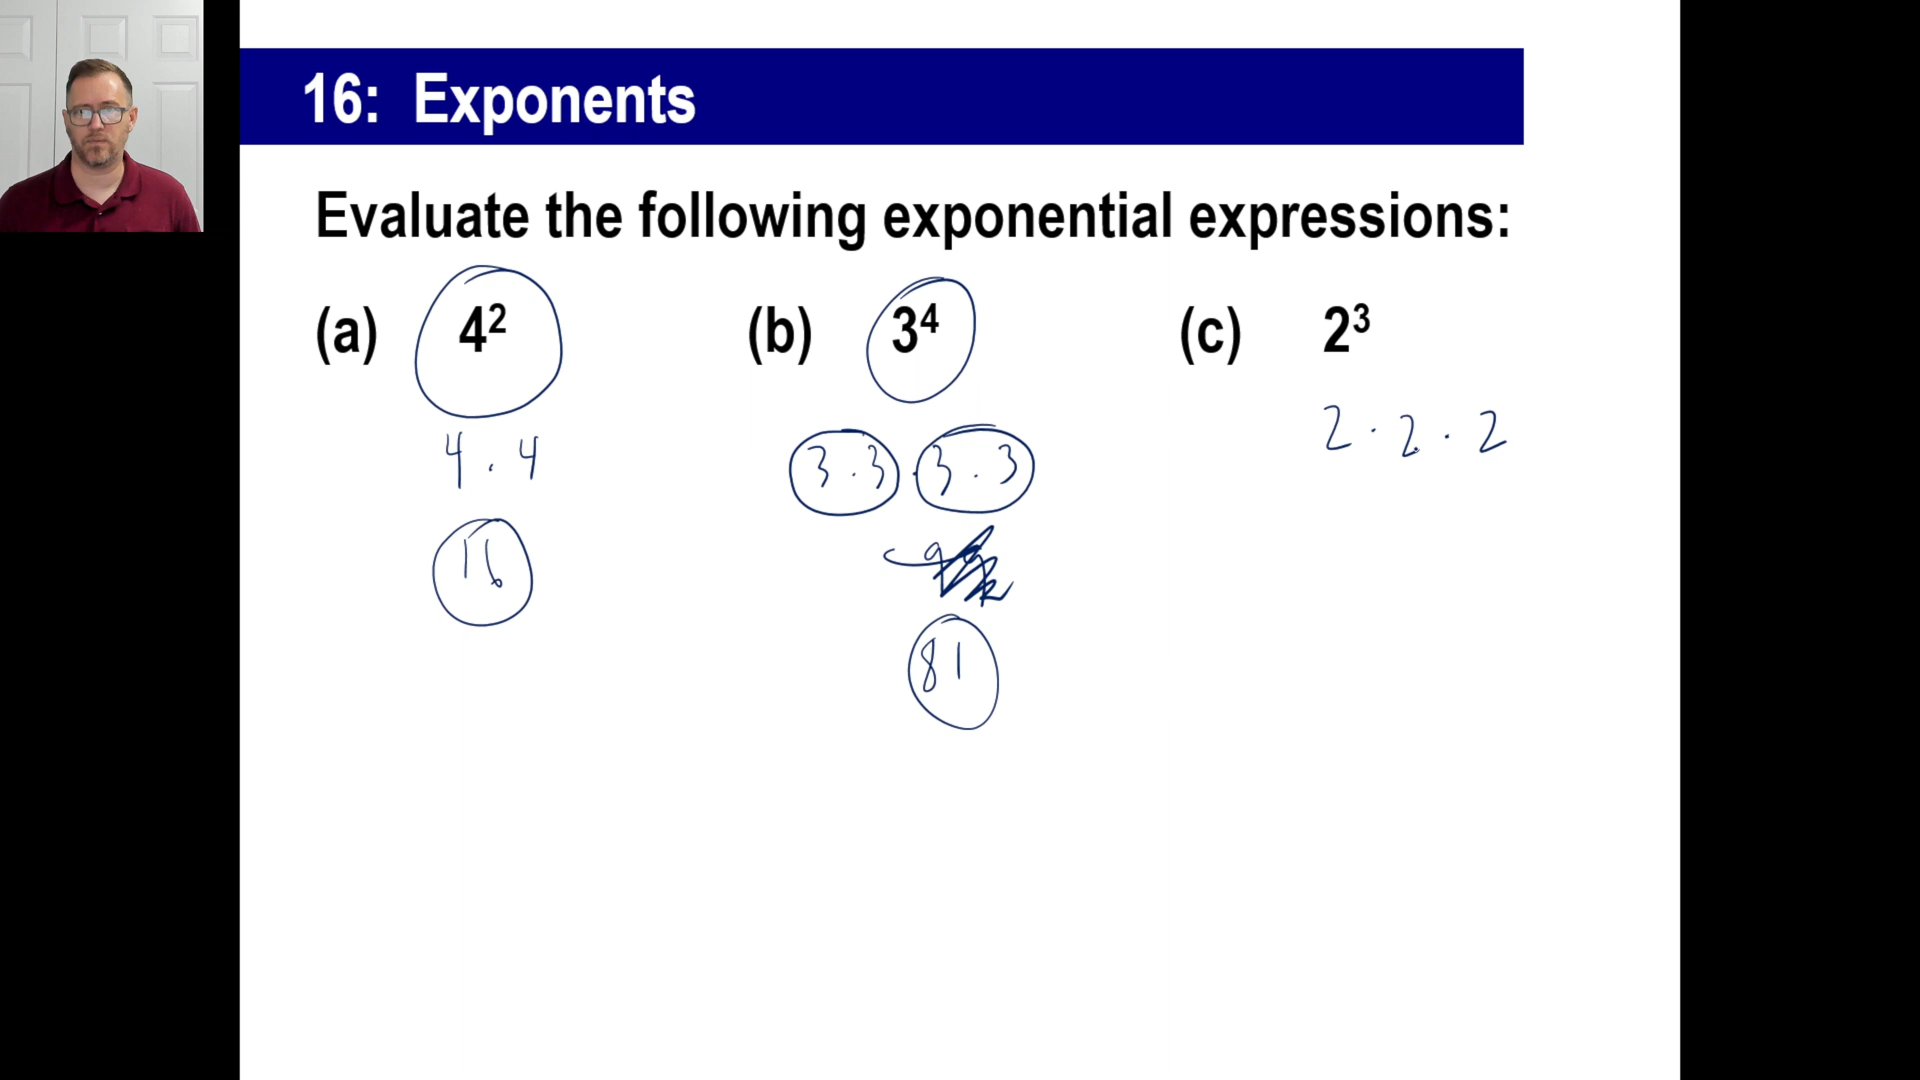 16: Exponents
Evaluate the following exponential expressions:
(a) 4² (b) 3⁴ (c) 2³
4 · 4 3 · 3 · 3 · 3 2 · 2 · 2
16
81